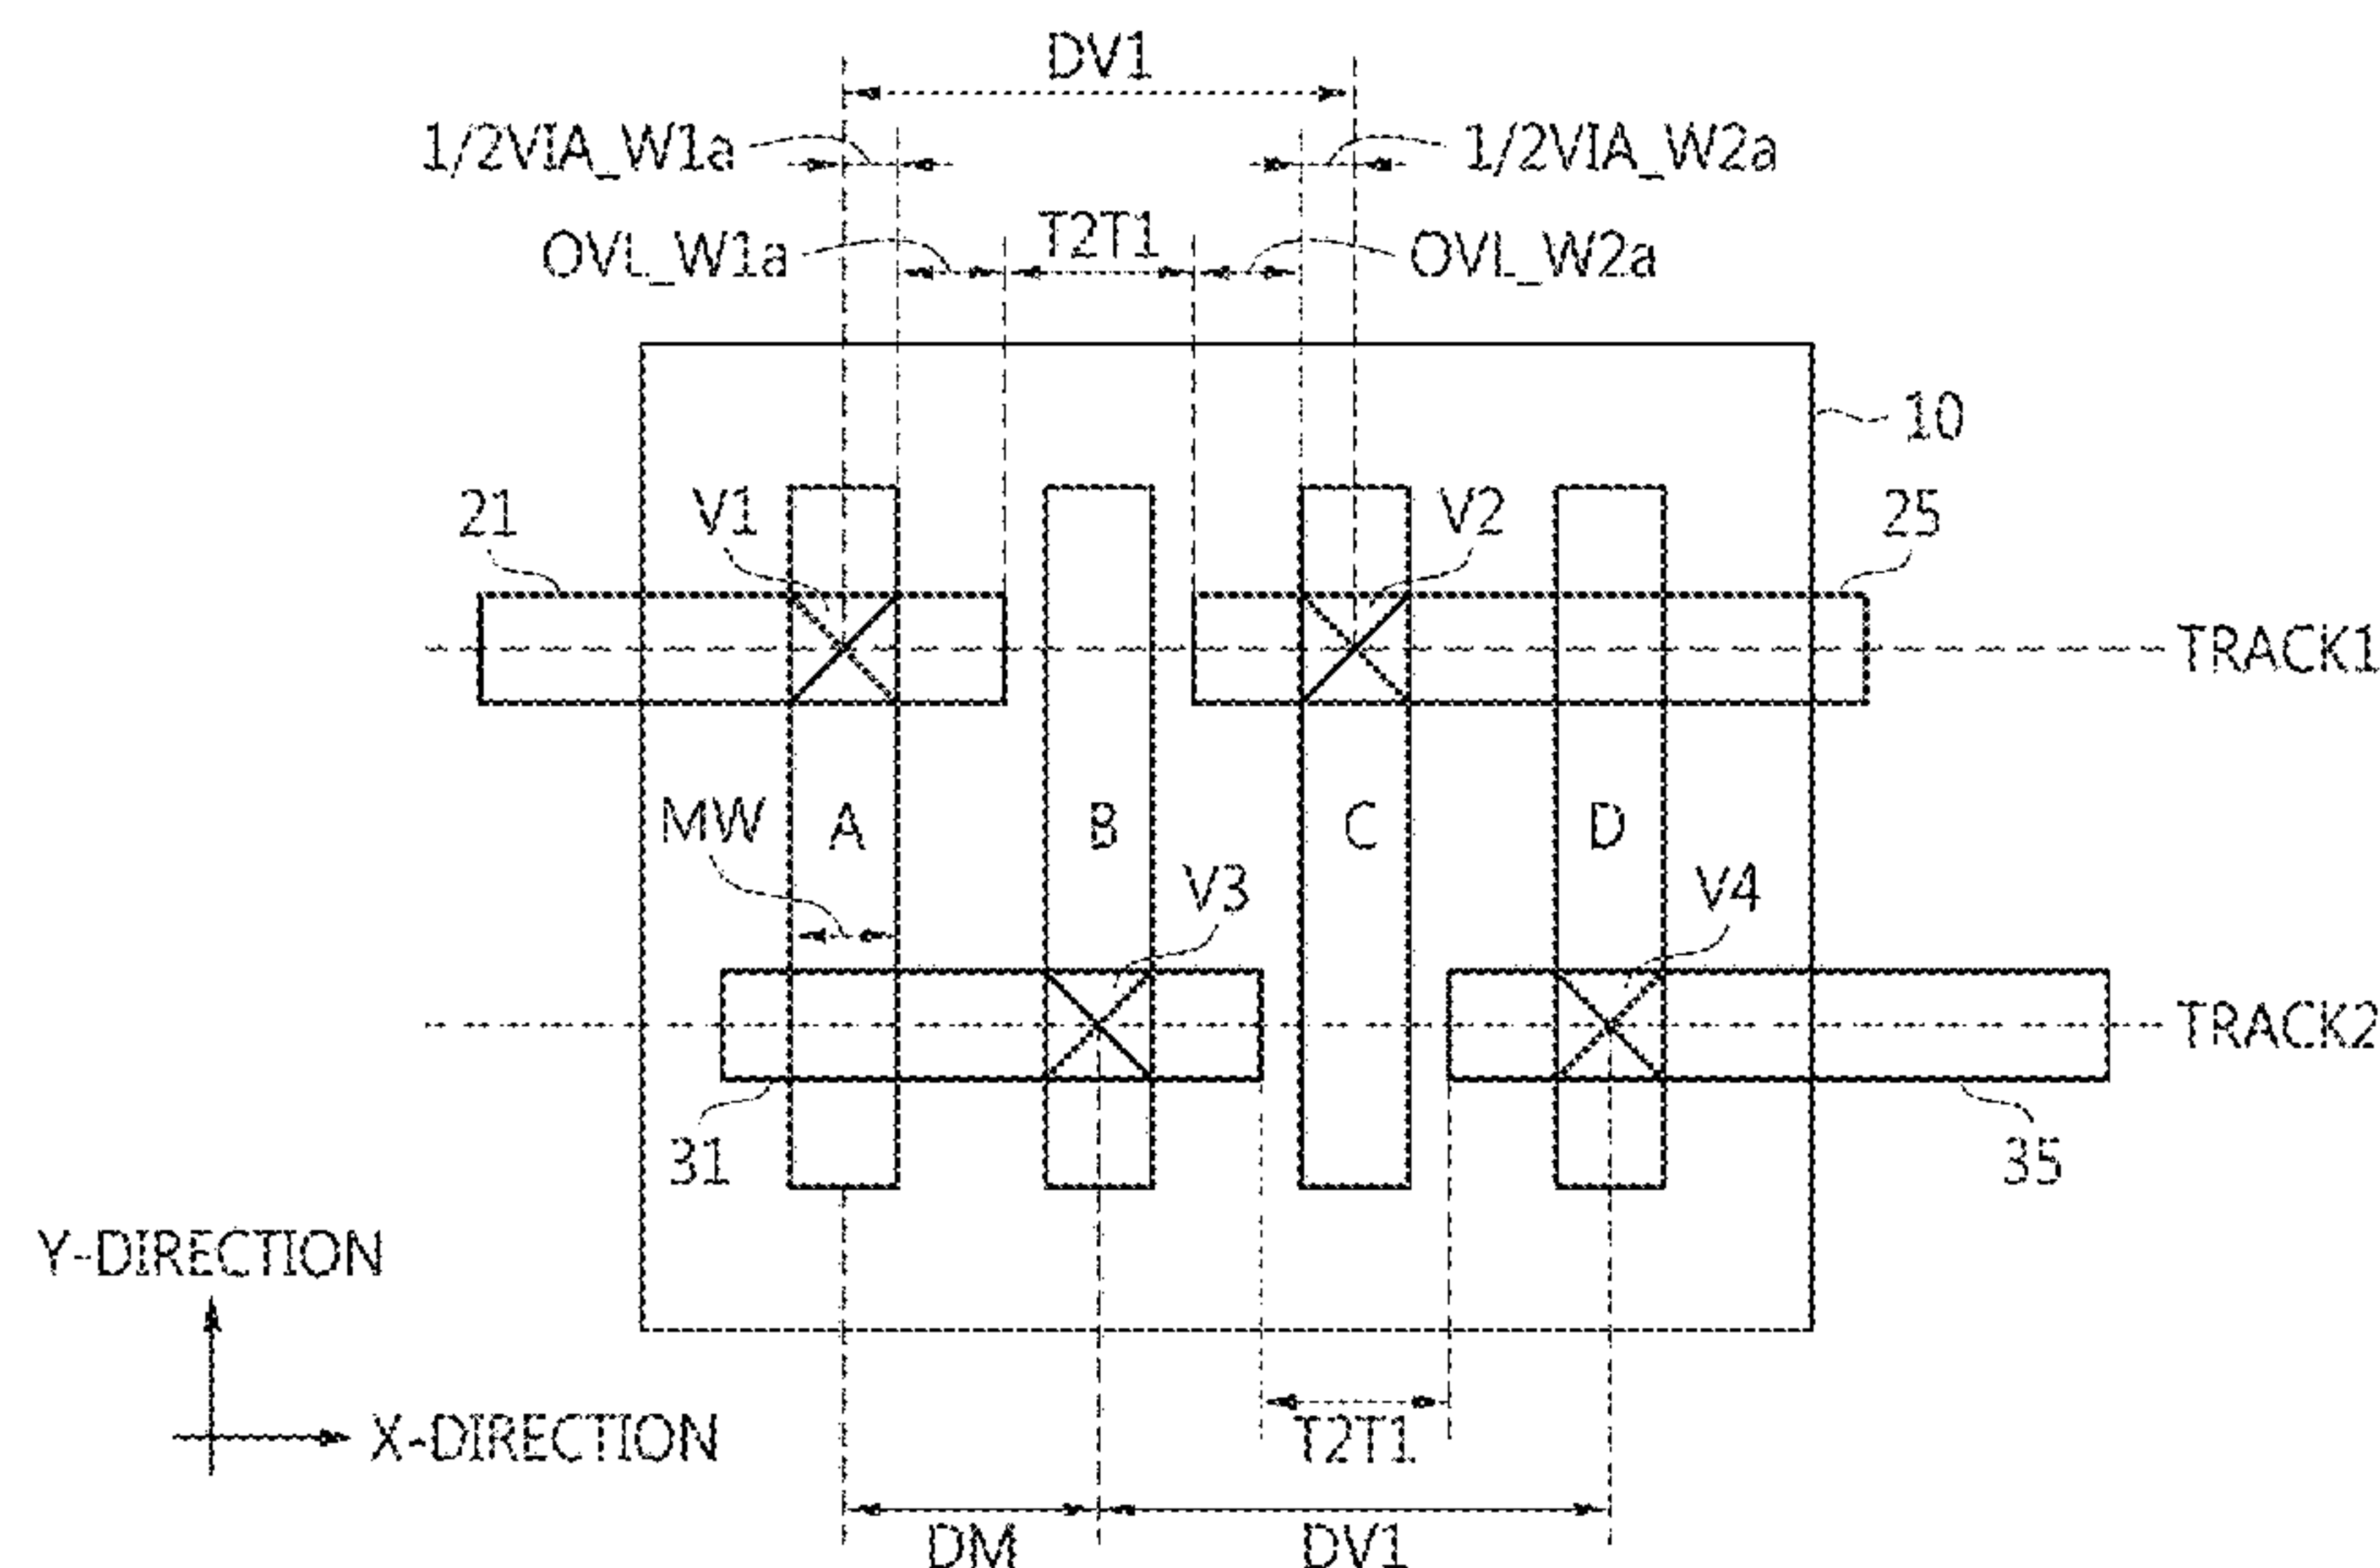 DV1
1/2VIA_W1a
1/2VIA_W2a
OVL_W1a
T2T1
OVL_W2a
10
21
V1
V2
25
TRACK1
MW
A
B
C
D
V3
V4
TRACK2
31
35
Y-DIRECTION
X-DIRECTION
T2T1
DM
DV1